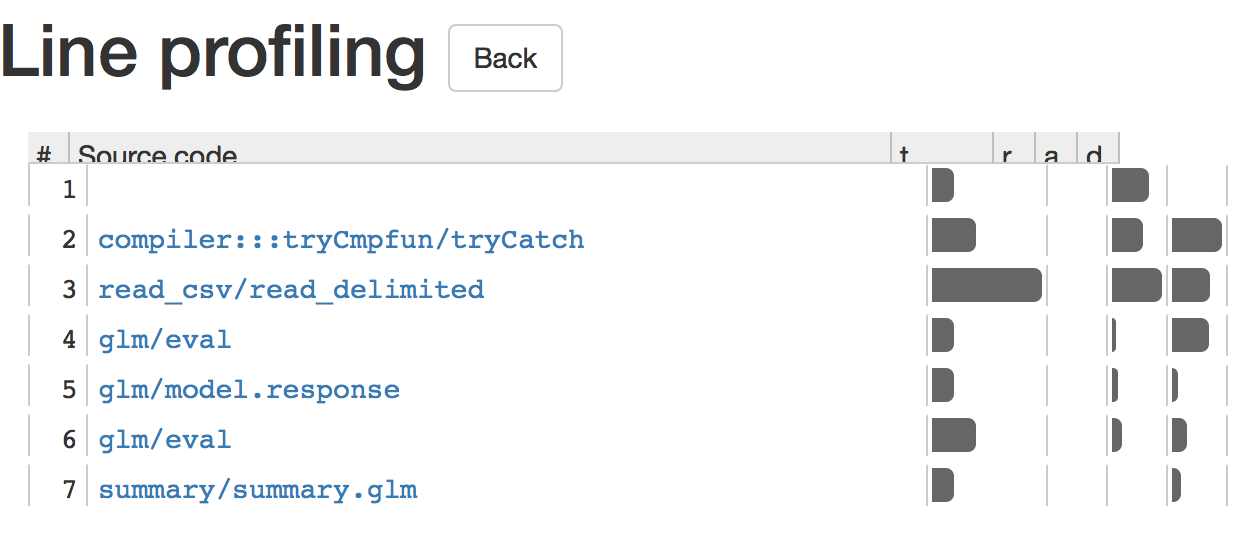 Line profiling Back
# Source code t r a d
1
2 compiler:::tryCmpfun/tryCatch
3 read_csv/read_delimited
4 glm/eval
5 glm/model.response
6 glm/eval
7 summary/summary.glm